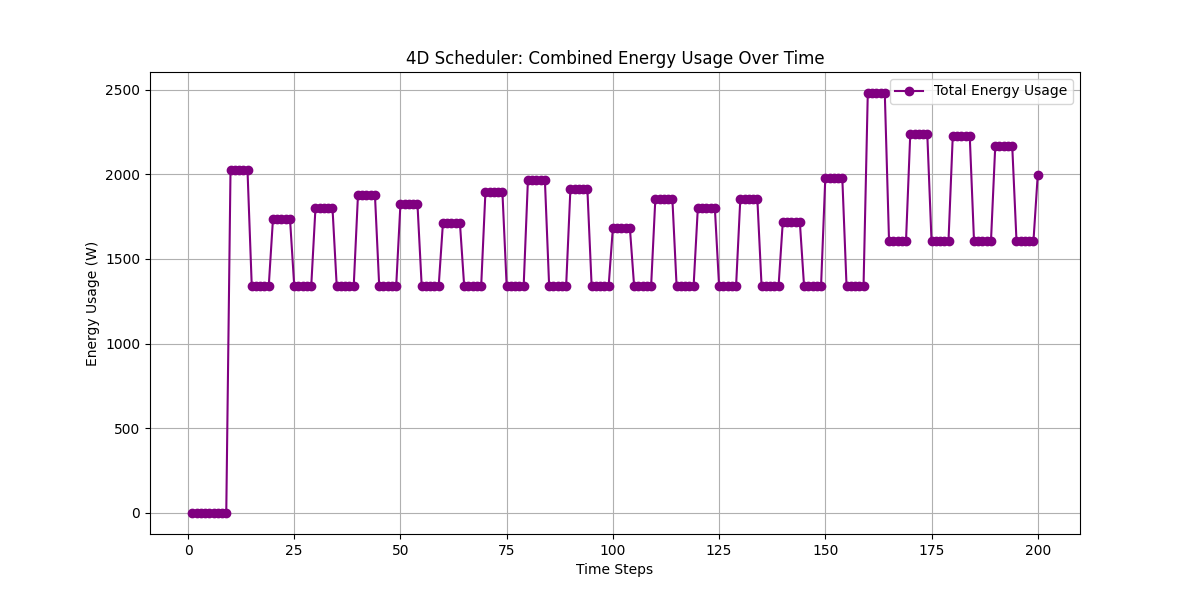 4D Scheduler: Combined Energy Usage Over Time
Total Energy Usage
Energy Usage (W)
2500
2000
1500
1000
500
0
0 25 50 75 100 125 150 175 200
Time Steps